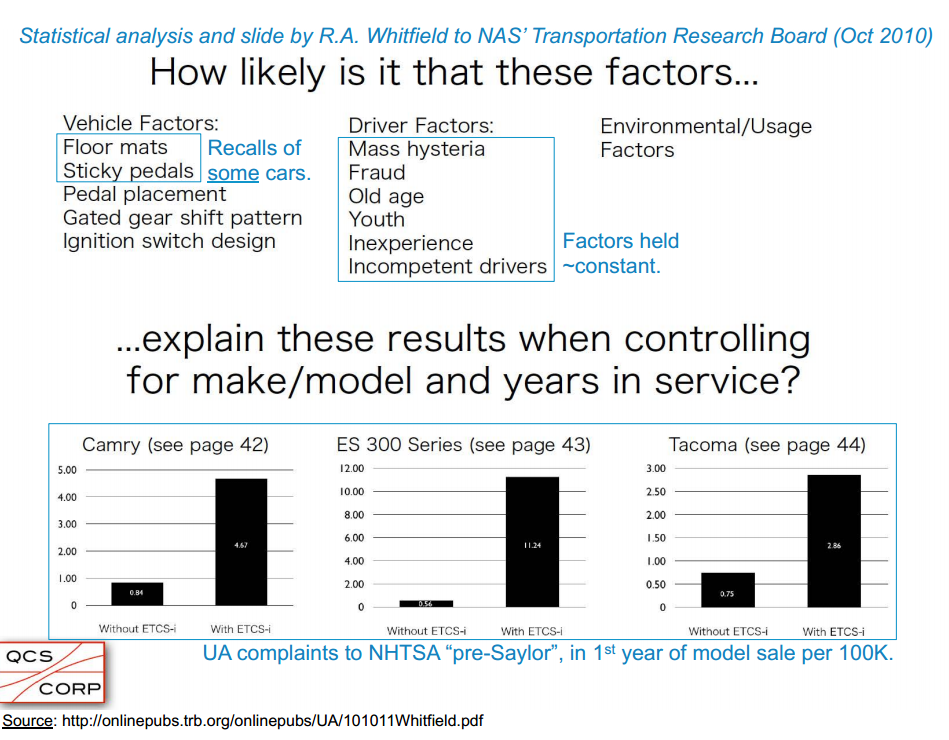 Statistical analysis and slide by R.A. Whitfield to NAS’ Transportation Research Board (Oct 2010)
How likely is it that these factors...
Vehicle Factors:
Floor mats
Sticky pedals
Recalls of
some cars.
Pedal placement
Gated gear shift pattern
Ignition switch design
Driver Factors:
Mass hysteria
Fraud
Old age
Youth
Inexperience
Incompetent drivers
Factors held
~constant.
Environmental/Usage
Factors
...explain these results when controlling
for make/model and years in service?
Camry (see page 42)
5.00
4.00
3.00
2.00
1.00
0
0.84
4.67
Without ETCS-i
With ETCS-i
ES 300 Series (see page 43)
12.00
10.00
8.00
6.00
4.00
2.00
0
0.56
11.24
Without ETCS-i
With ETCS-i
Tacoma (see page 44)
3.00
2.50
2.00
1.50
1.00
0.50
0
0.75
2.86
Without ETCS-i
With ETCS-i
UA complaints to NHTSA “pre-Saylor”, in 1st year of model sale per 100K.
QCS
CORP
Source: http://onlinepubs.trb.org/onlinepubs/UA/101011Whitfield.pdf